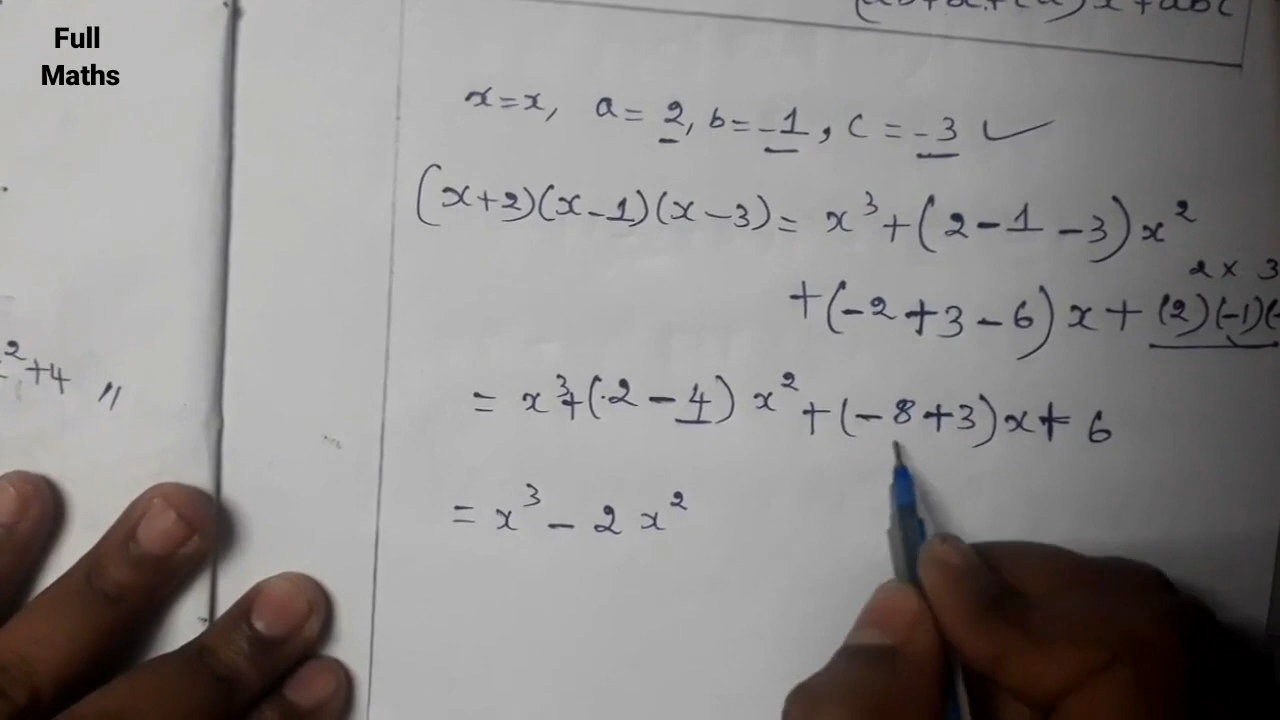 Full
Maths
x=x, a= 2, b= -1, c = -3 ✓
(x+2)(x-1)(x-3)= x³+(2-1-3)x²
2 × 3
+(-2+3-6)x+(2)(-1)(-
= x³+(2-4)x²+(-8+3)x+6
²+4 //
= x³-2x²